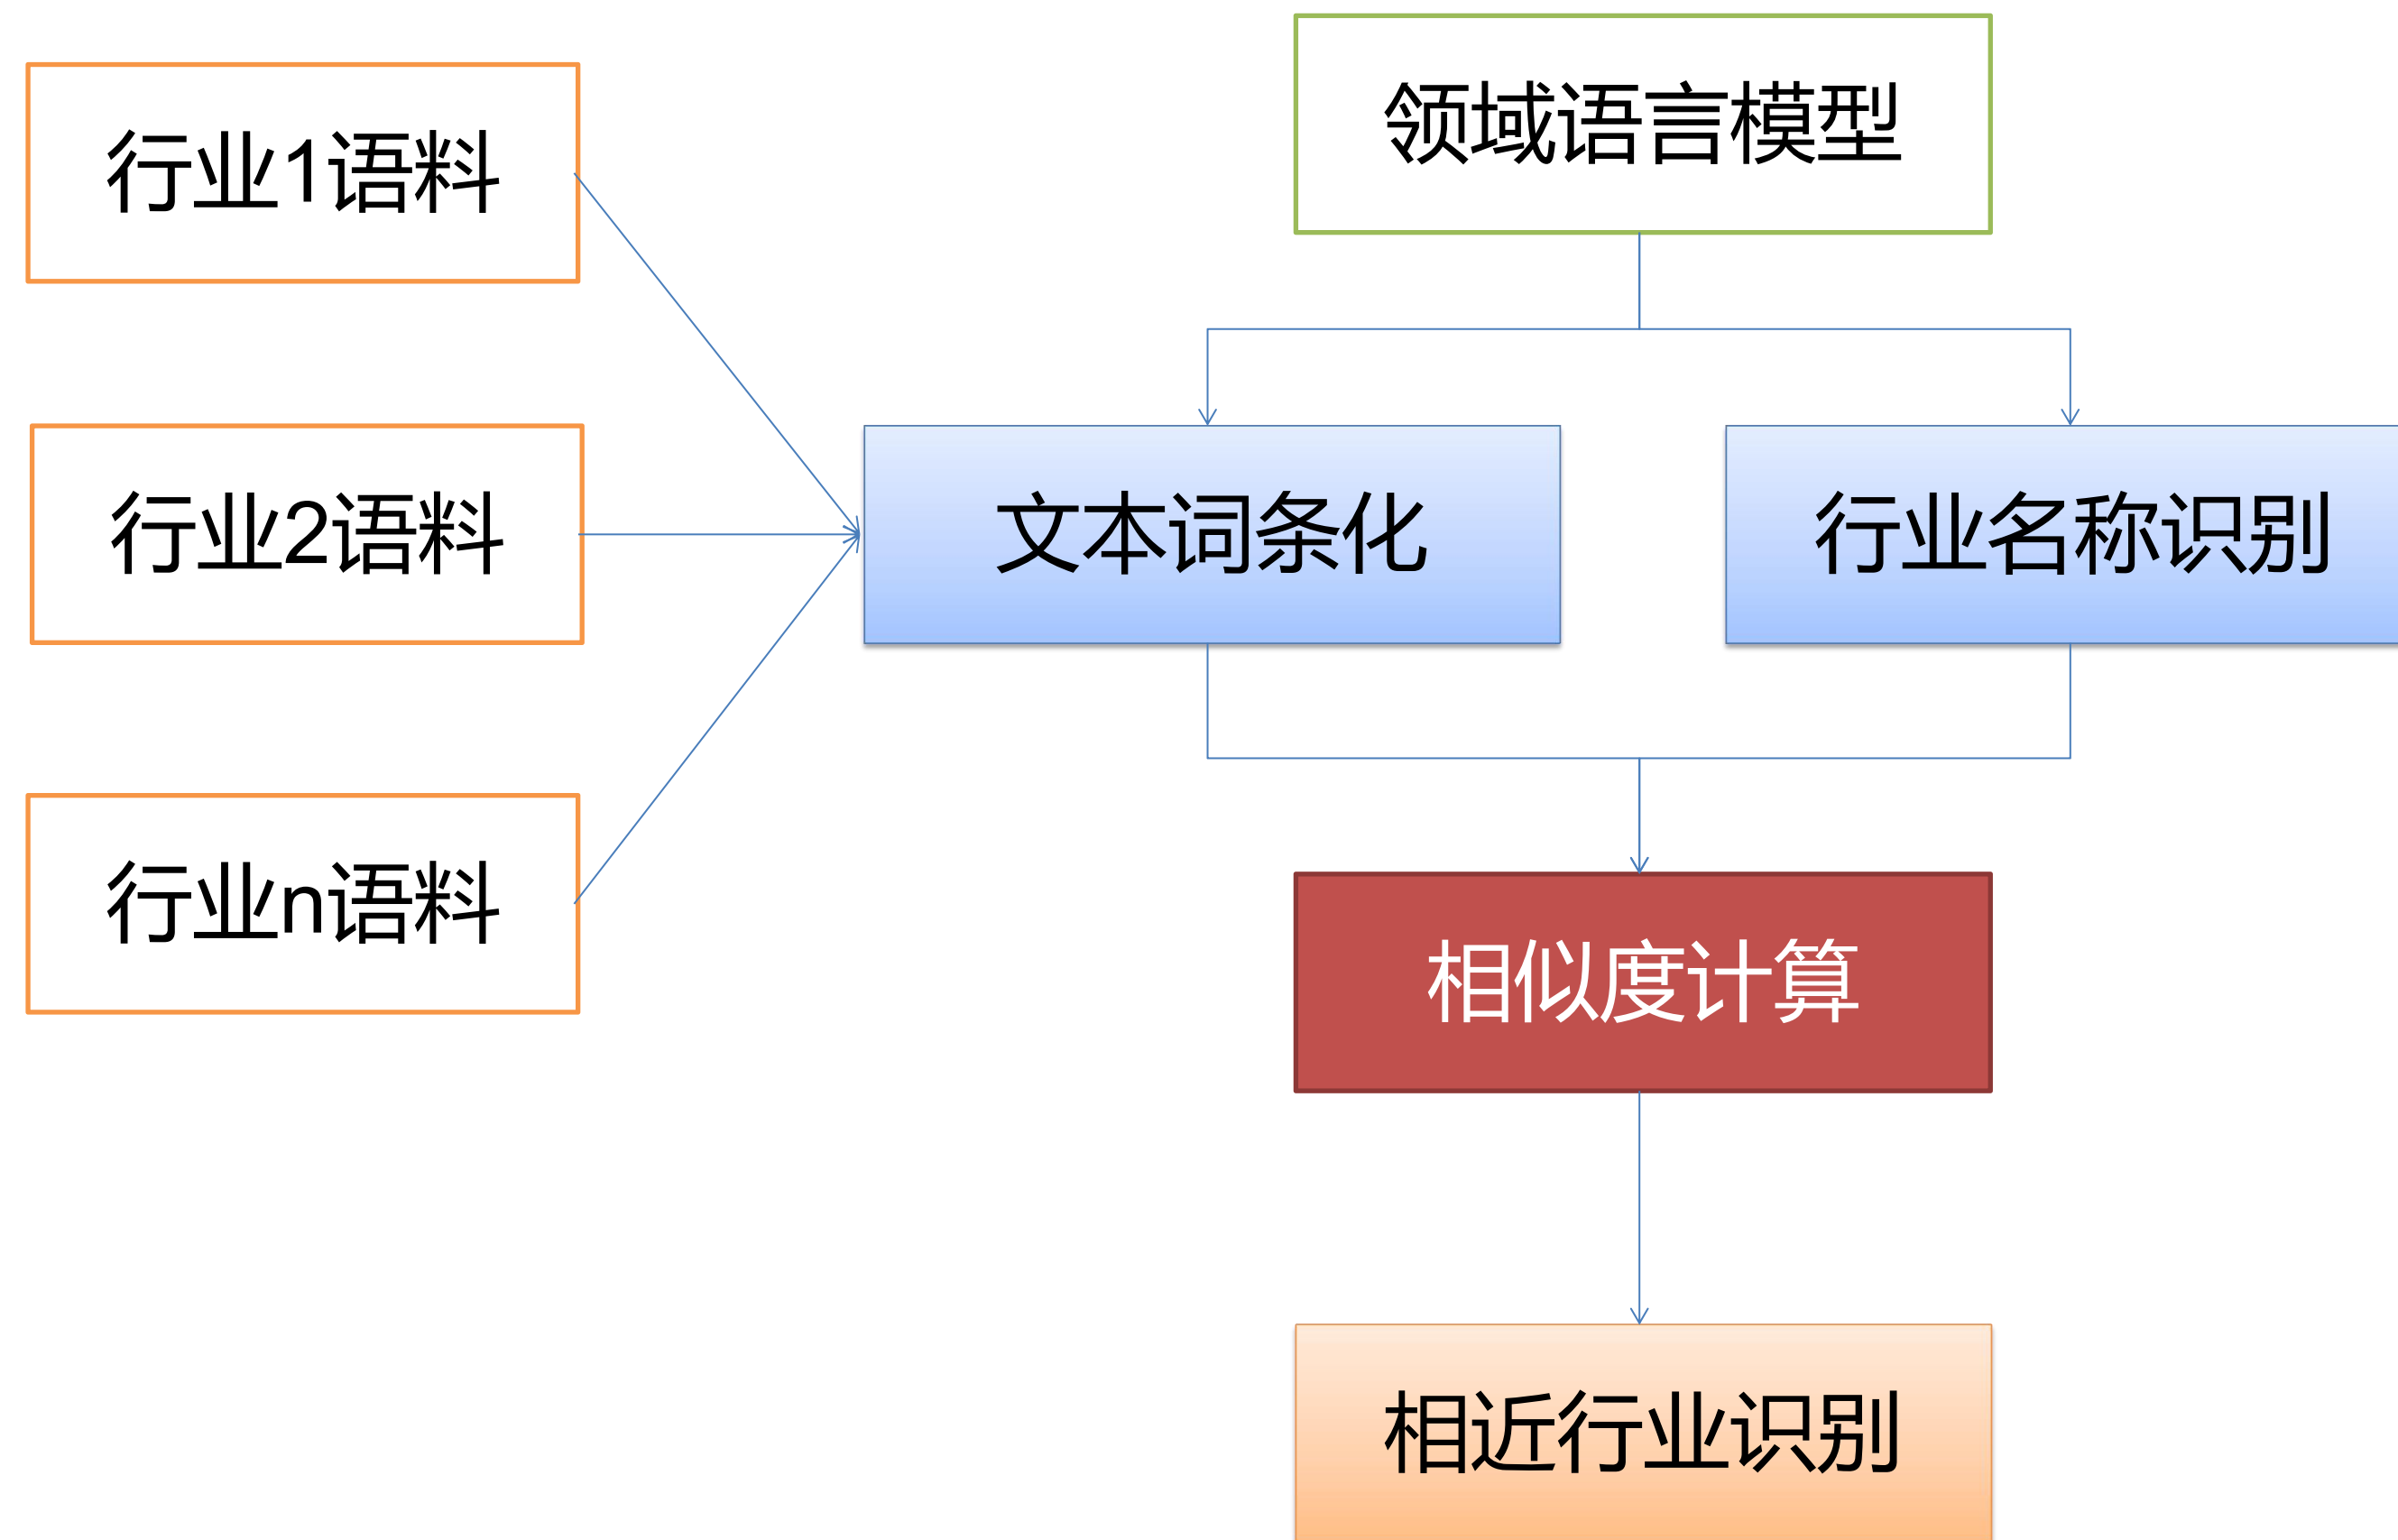 领域语言模型
行业1语料
行业2语料
文本词条化
行业名称识别
行业n语料
相似度计算
相近行业识别